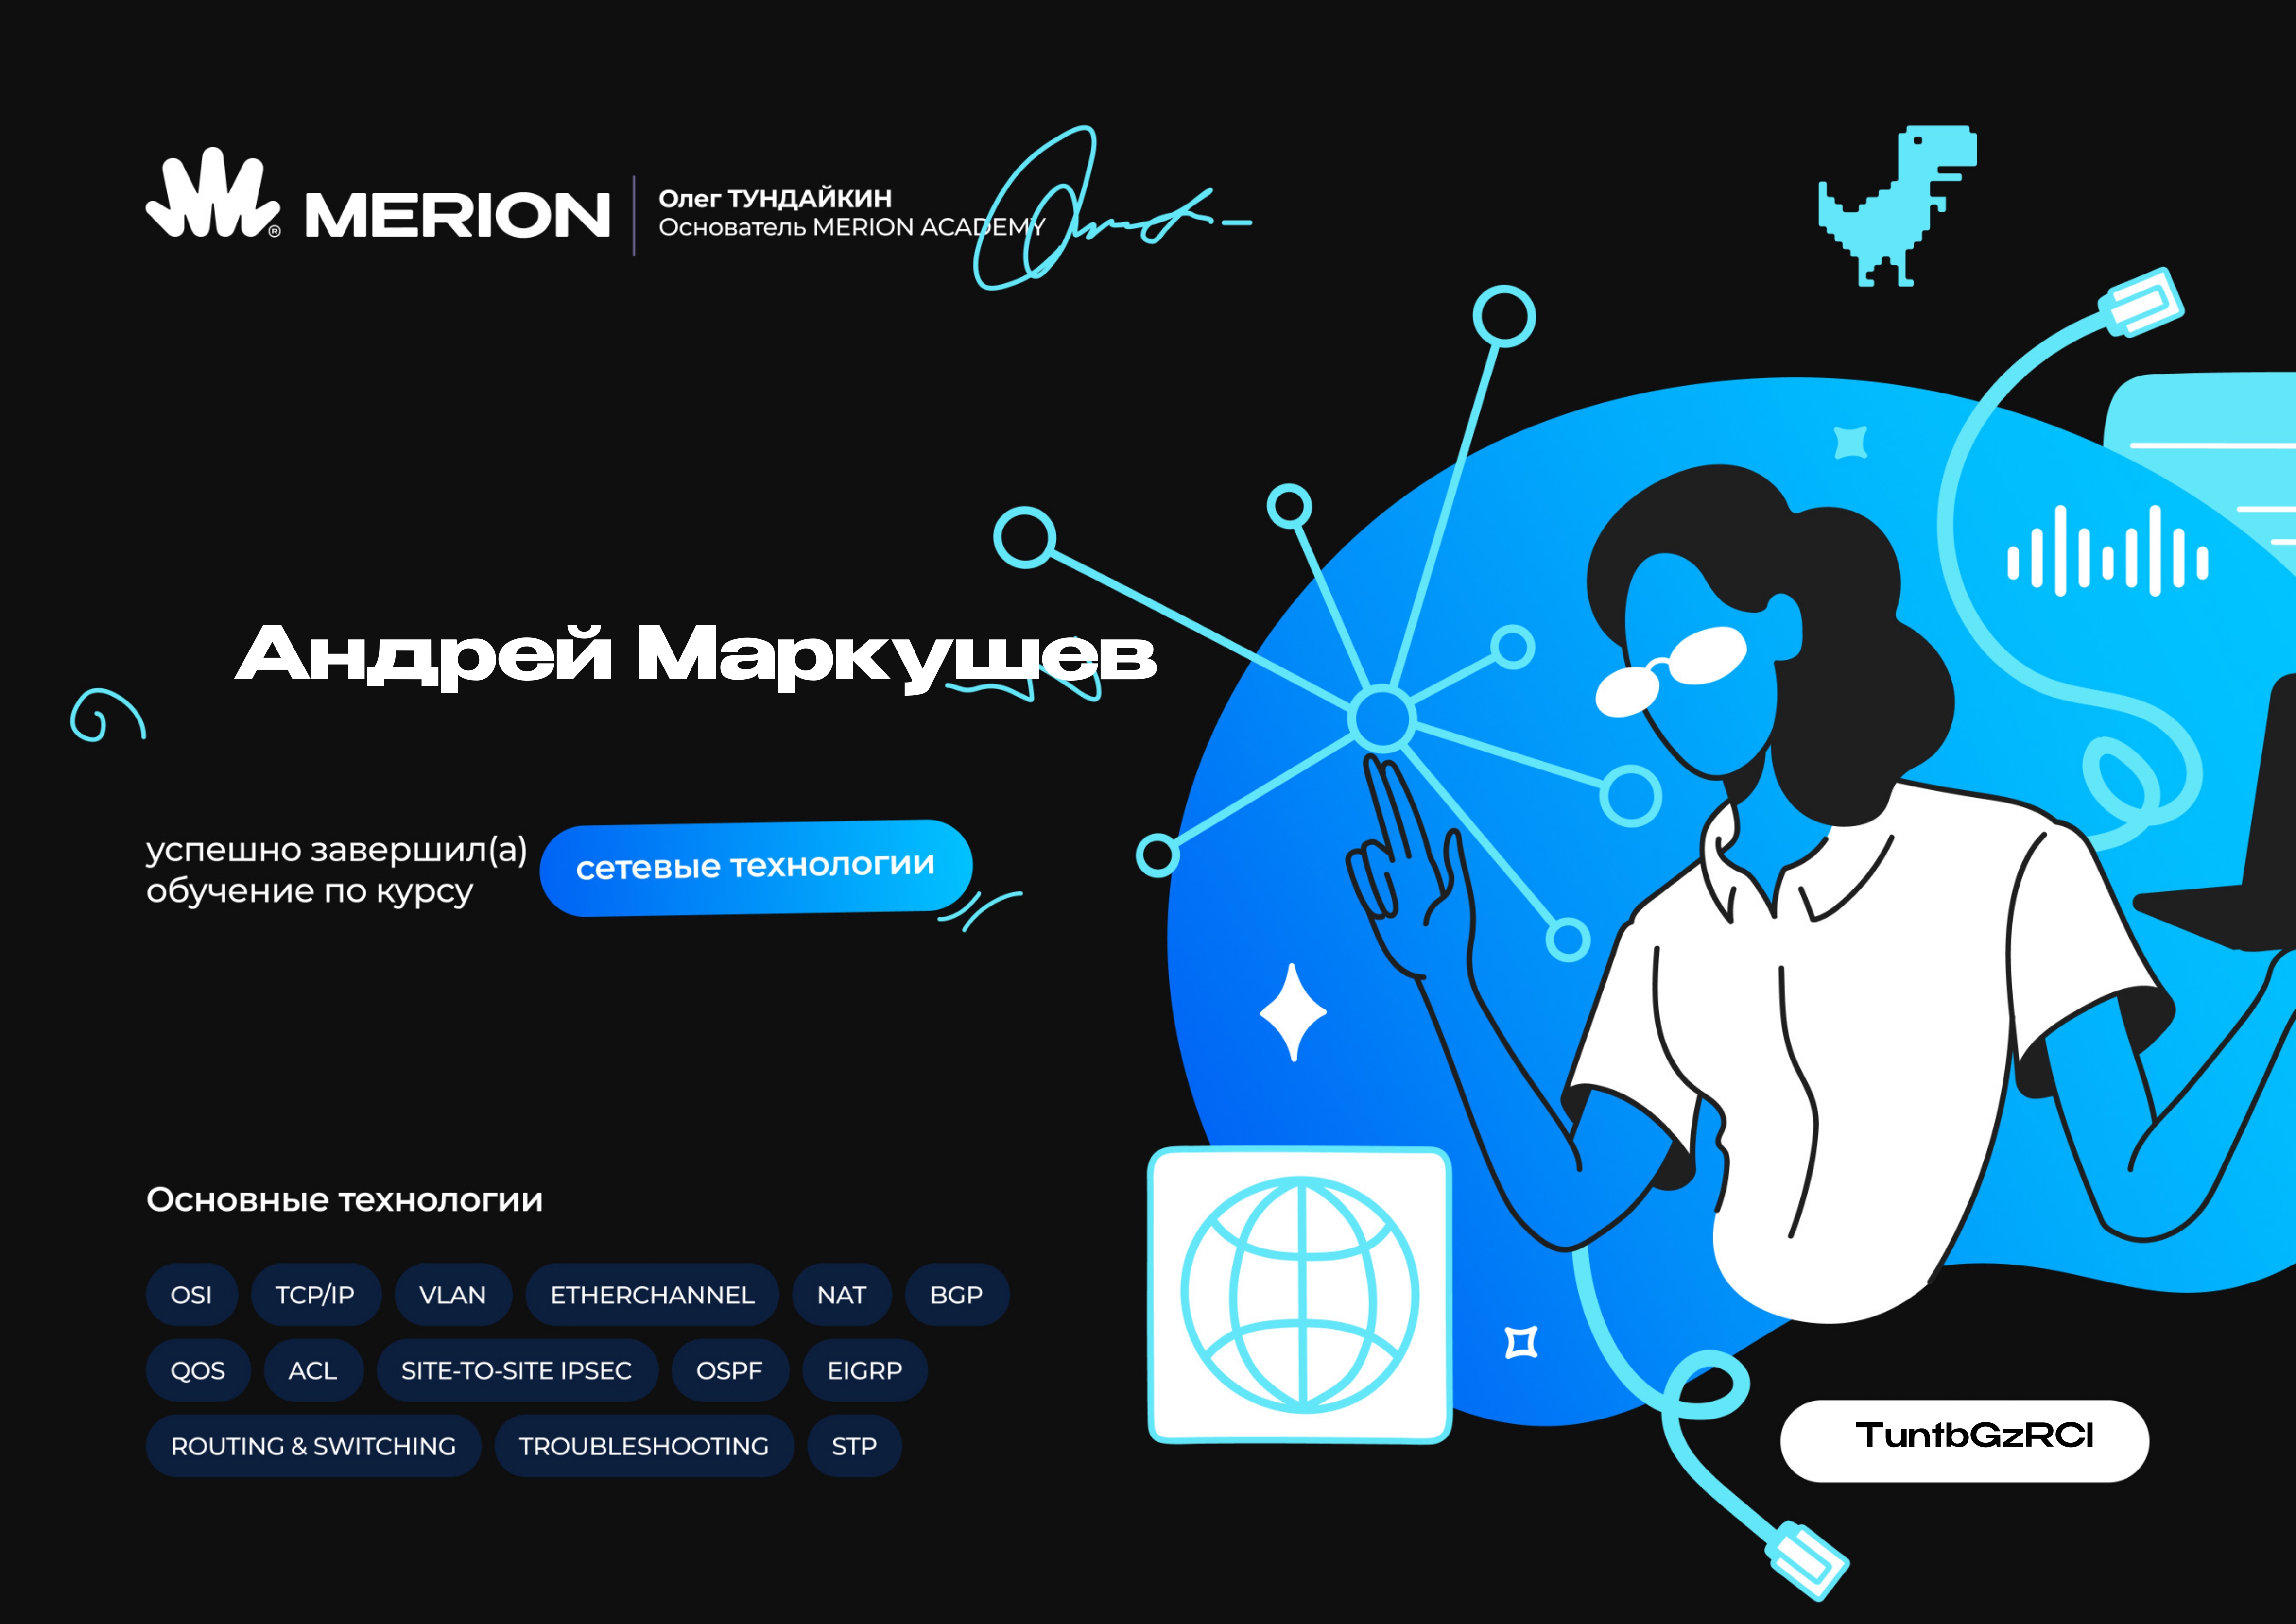 MERION
Олег ТУНДАЙКИН
Основатель MERION ACADEMY
Андрей Маркушев
успешно завершил(а)
обучение по курсу
сетевые технологии
Основные технологии
OSI TCP/IP VLAN ETHERCHANNEL NAT BGP
QOS ACL SITE-TO-SITE IPSEC OSPF EIGRP
ROUTING & SWITCHING TROUBLESHOOTING STP
TuntbGzRCI